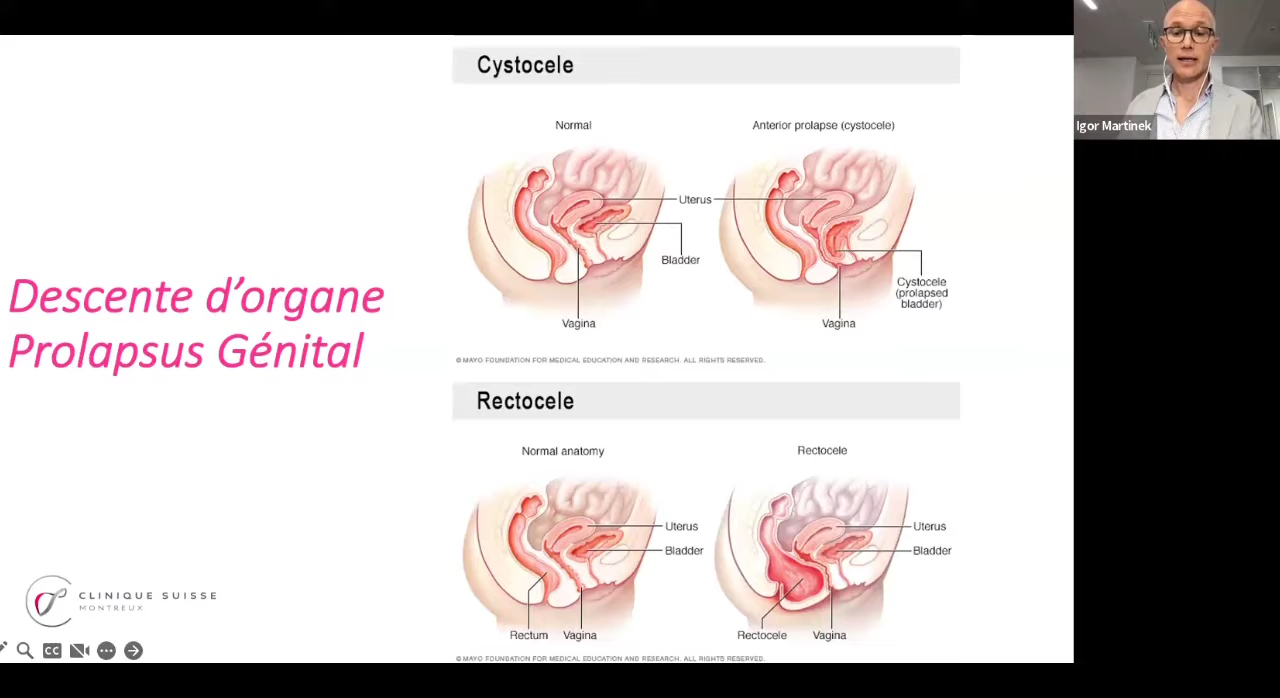 Igor Martinek
Descente d’organe
Prolapsus Génital
Cystocele
Normal
Anterior prolapse (cystocele)
Uterus
Bladder
Cystocele
(prolapsed
bladder)
Vagina
Vagina
© MAYO FOUNDATION FOR MEDICAL EDUCATION AND RESEARCH. ALL RIGHTS RESERVED.
Rectocele
Normal anatomy
Rectocele
Uterus
Uterus
Bladder
Bladder
Rectum
Vagina
Rectocele
Vagina
© MAYO FOUNDATION FOR MEDICAL EDUCATION AND RESEARCH. ALL RIGHTS RESERVED.
CLINIQUE SUISSE
MONTREUX
CC